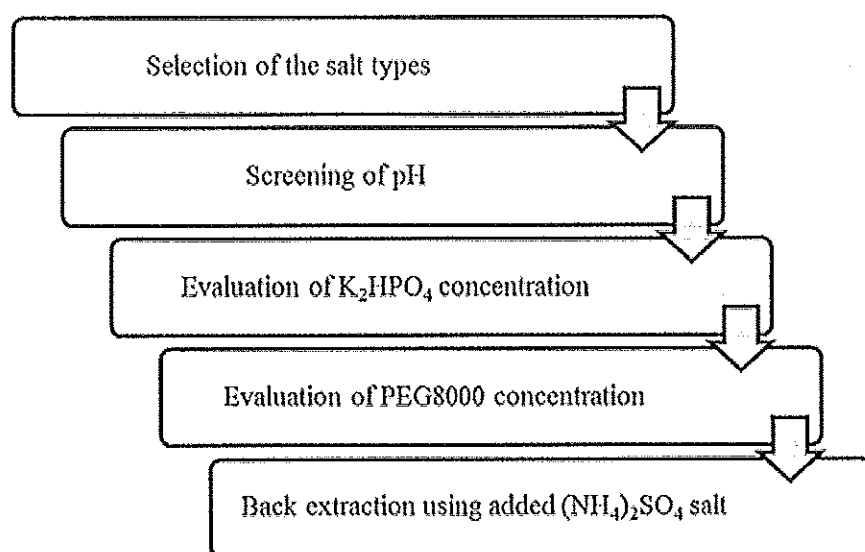 Selection of the salt types
Screening of pH
Evaluation of K₂HPO₄ concentration
Evaluation of PEG8000 concentration
Back extraction using added (NH₄)₂SO₄ salt